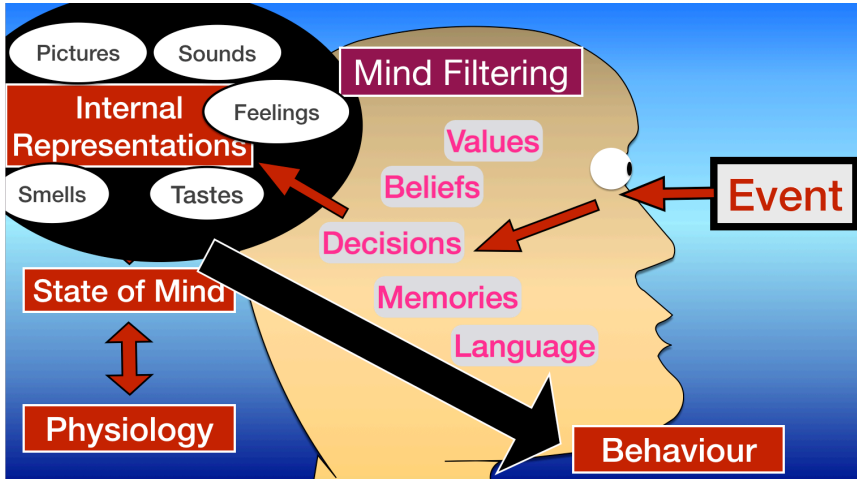 Pictures
Sounds
Mind Filtering
Internal
Representations
Feelings
Smells
Tastes
Values
Beliefs
Decisions
Memories
Language
Event
State of Mind
Physiology
Behaviour